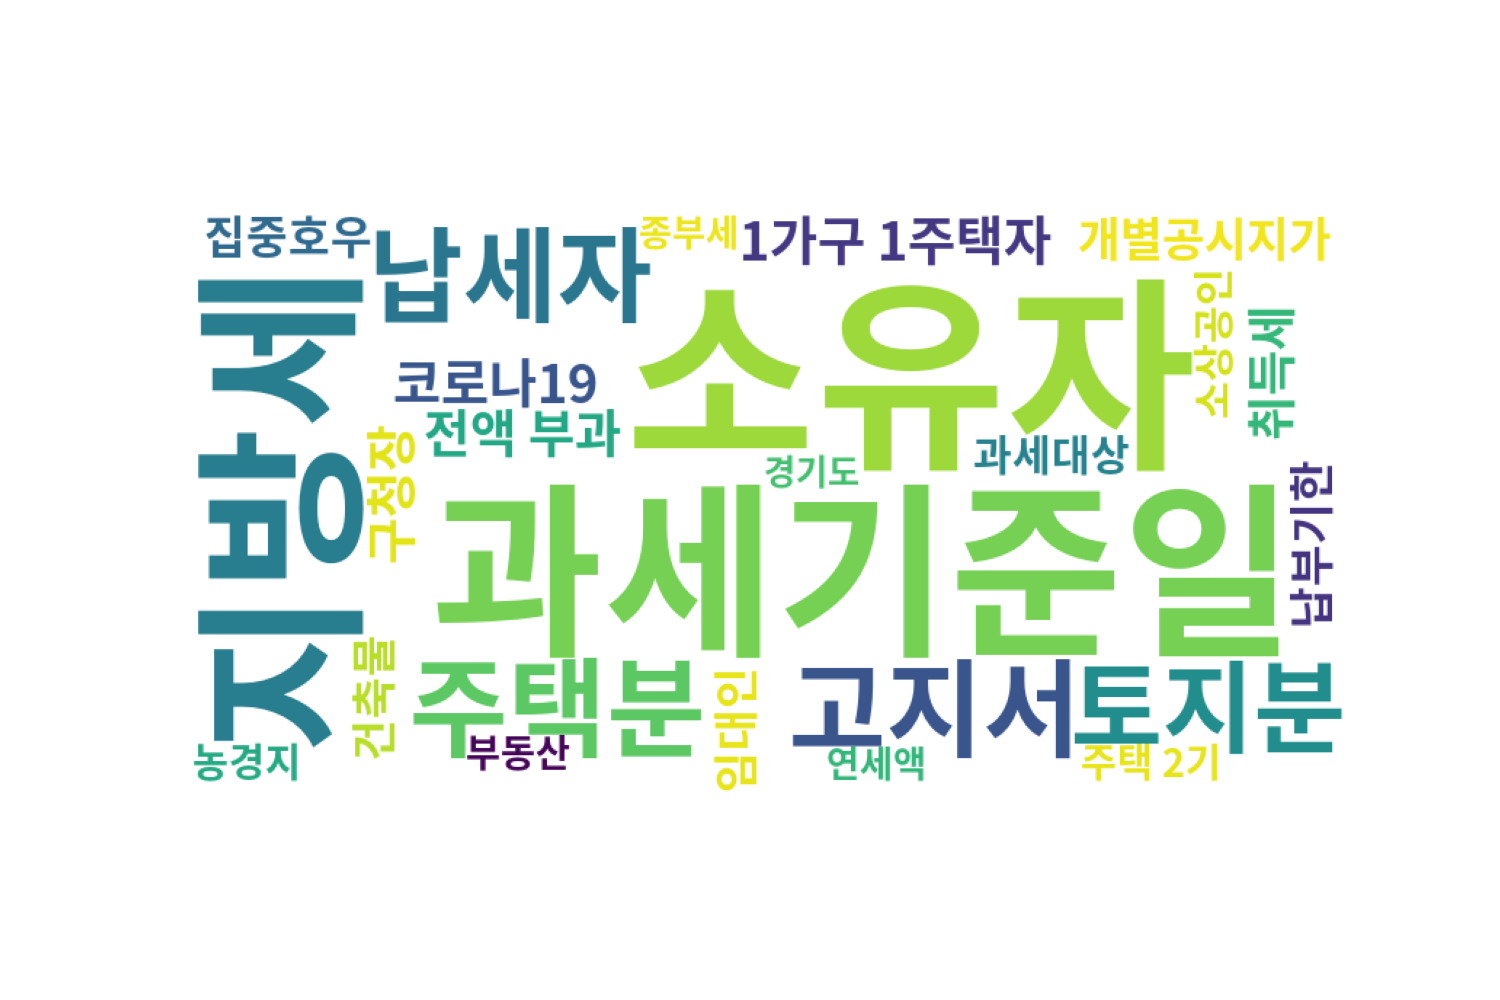 집중호우
납세자
종부세
1가구 1주택자
개별공시지가
지방세
소유자
소상공인
취득세
코로나19
전액 부과
구청장
경기도
과세대상
과세기준일
납부기한
건축물
주택분
부동산
임대인
고지서
토지분
농경지
연세액
주택 2기